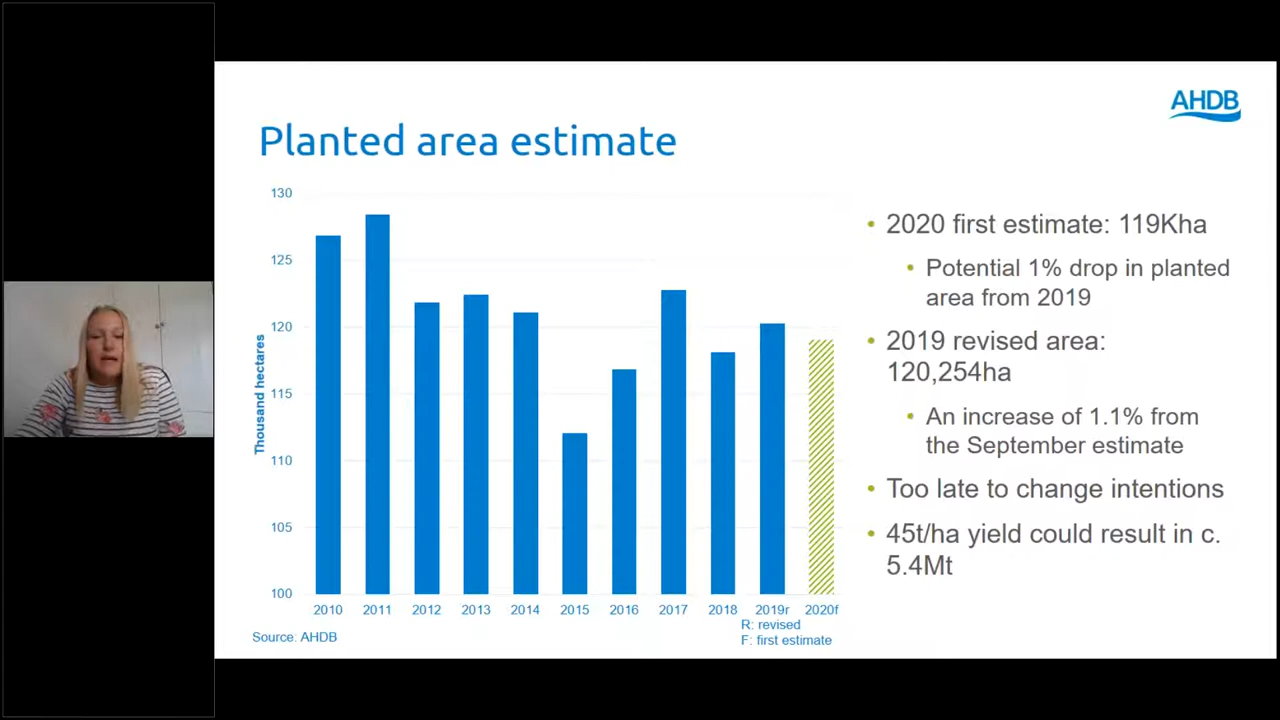 AHDB
Planted area estimate
130
125
120
115
110
105
100
Thousand hectares
2010 2011 2012 2013 2014 2015 2016 2017 2018 2019r 2020f
R: revised
F: first estimate
Source: AHDB
• 2020 first estimate: 119Kha
• Potential 1% drop in planted
area from 2019
• 2019 revised area:
120,254ha
• An increase of 1.1% from
the September estimate
• Too late to change intentions
• 45t/ha yield could result in c.
5.4Mt